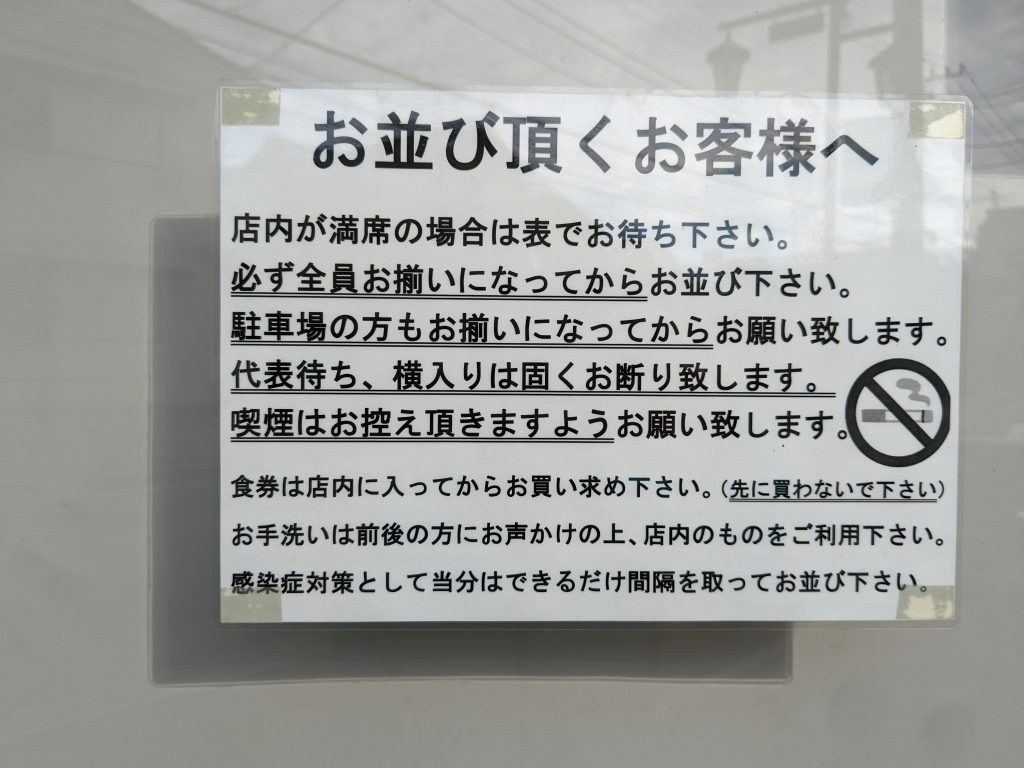 お並び頂くお客様へ
店内が満席の場合は表でお待ち下さい。
必ず全員お揃いになってからお並び下さい。
駐車場の方もお揃いになってからお願い致します。
代表待ち、横入りは固くお断り致します。
喫煙はお控え頂きますようお願い致します。
食券は店内に入ってからお買い求め下さい。（先に買わないで下さい）
お手洗いは前後の方にお声かけの上、店内のものをご利用下さい。
感染症対策として当分はできるだけ間隔を取ってお並び下さい。